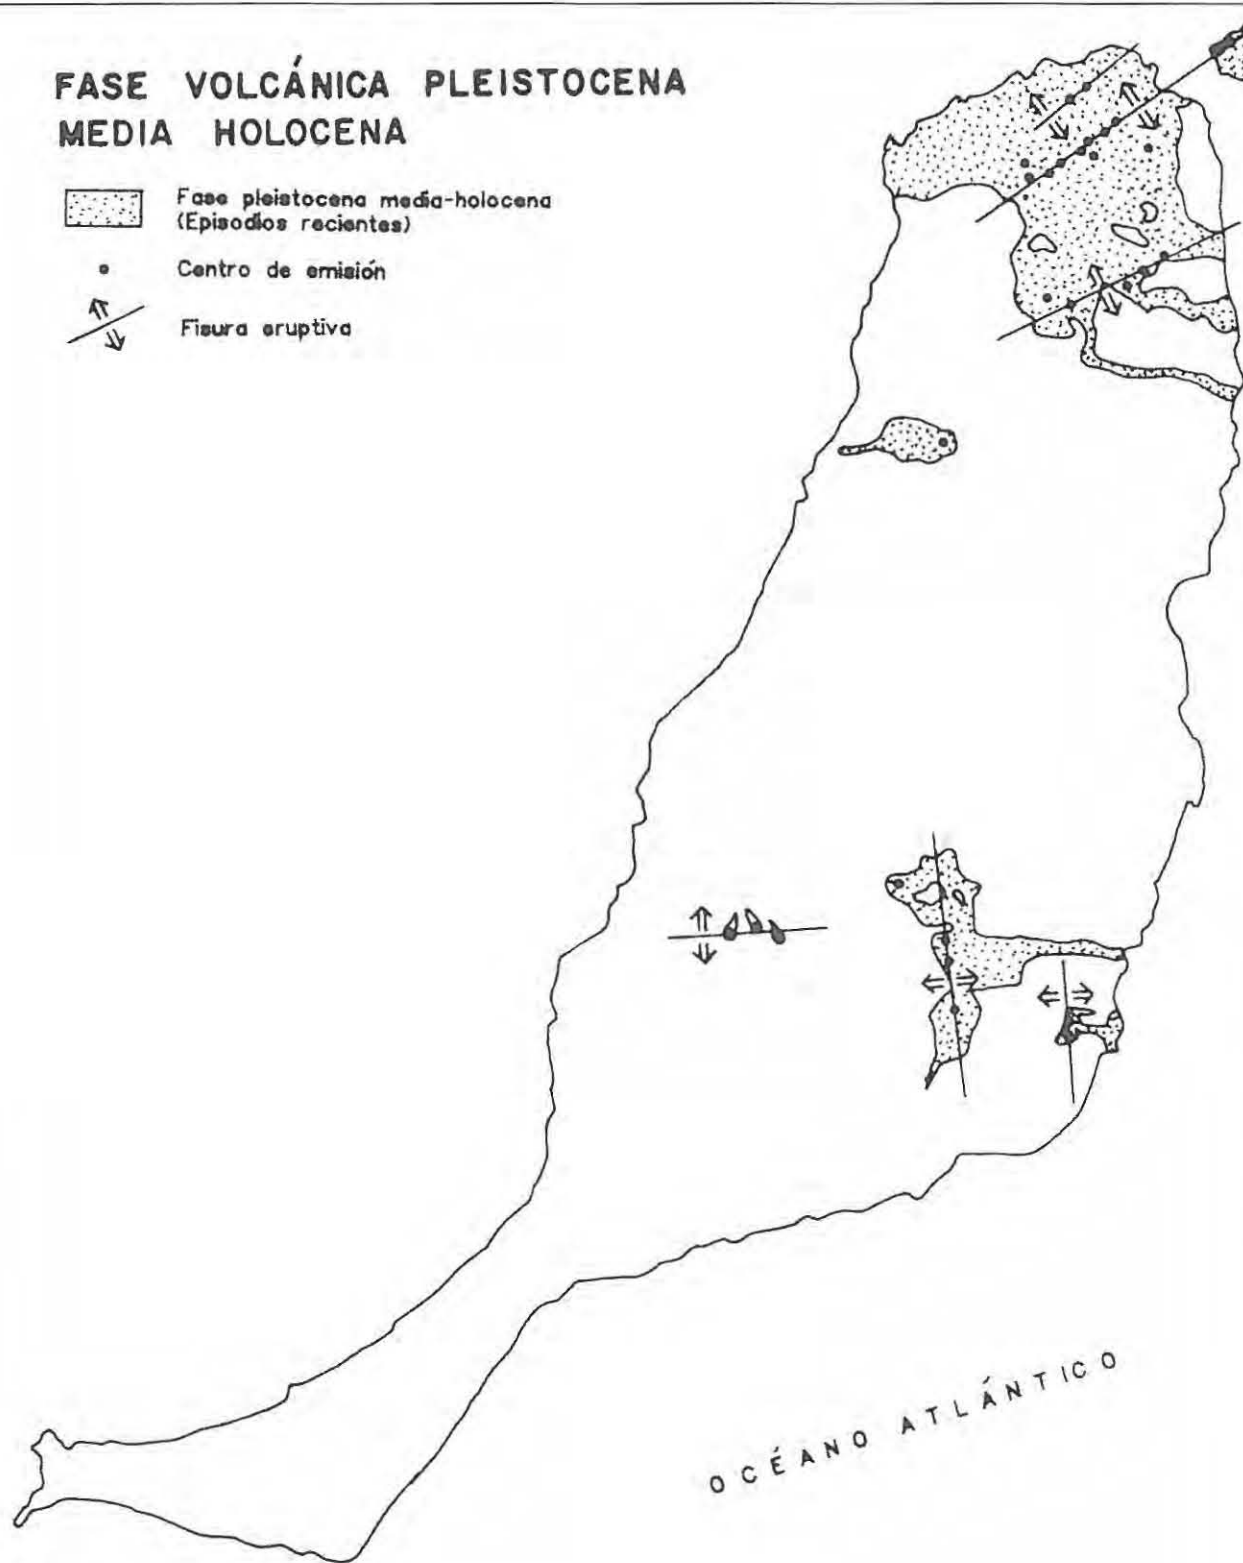 FASE VOLCÁNICA PLEISTOCENA
MEDIA HOLOCENA
Fase pleistocena media-holocena
(Episodios recientes)
Centro de emisión
Fisura eruptiva
OCÉANO ATLÁNTICO